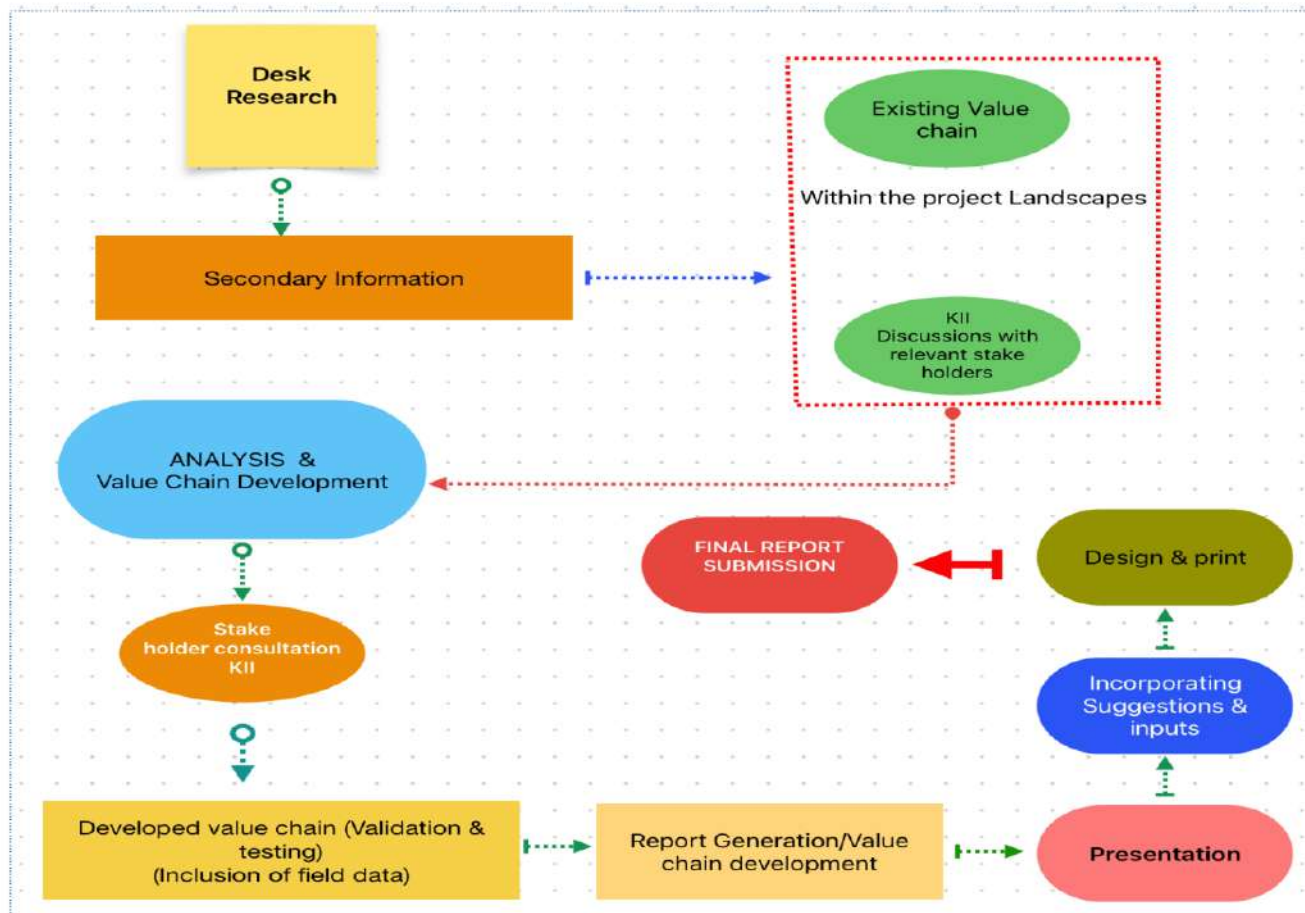 Desk
Research
Existing Value
chain
Within the project Landscapes
Secondary Information
KII
Discussions with
relevant stake
holders
ANALYSIS &
Value Chain Development
FINAL REPORT
SUBMISSION
Design & print
Stake
holder consultation
KII
Incorporating
Suggestions &
inputs
Developed value chain (Validation &
testing)
(Inclusion of field data)
Report Generation/Value
chain development
Presentation